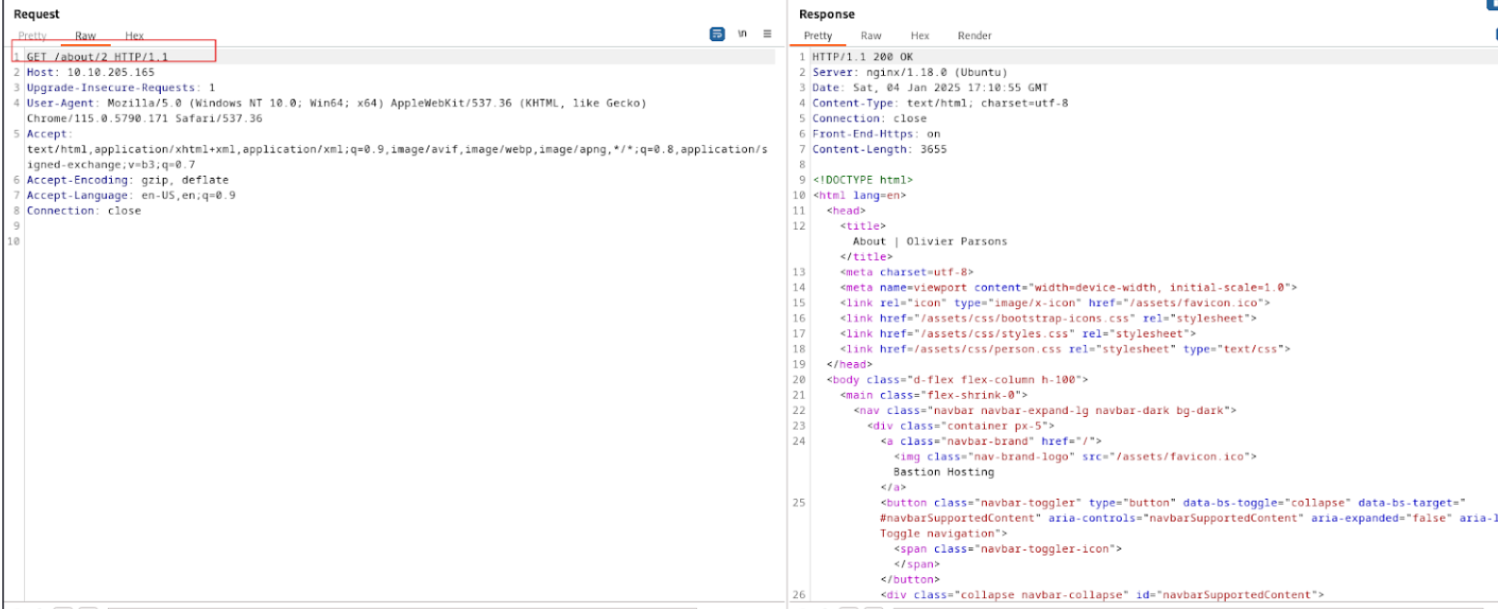 Request
Pretty Raw Hex
\n
1 GET /about/2 HTTP/1.1
2 Host: 10.10.205.165
3 Upgrade-Insecure-Requests: 1
4 User-Agent: Mozilla/5.0 (Windows NT 10.0; Win64; x64) AppleWebKit/537.36 (KHTML, like Gecko)
Chrome/115.0.5790.171 Safari/537.36
5 Accept:
text/html,application/xhtml+xml,application/xml;q=0.9,image/avif,image/webp,image/apng,*/*;q=0.8,application/s
igned-exchange;v=b3;q=0.7
6 Accept-Encoding: gzip, deflate
7 Accept-Language: en-US,en;q=0.9
8 Connection: close
9
10
Response
Pretty Raw Hex Render
1 HTTP/1.1 200 OK
2 Server: nginx/1.18.0 (Ubuntu)
3 Date: Sat, 04 Jan 2025 17:10:55 GMT
4 Content-Type: text/html; charset=utf-8
5 Connection: close
6 Front-End-Https: on
7 Content-Length: 3655
8
9 <!DOCTYPE html>
10 <html lang=en>
11 <head>
12 <title>
About | Olivier Parsons
</title>
13 <meta charset=utf-8>
14 <meta name=viewport content="width=device-width, initial-scale=1.0">
15 <link rel="icon" type="image/x-icon" href="/assets/favicon.ico">
16 <link href="/assets/css/bootstrap-icons.css" rel="stylesheet">
17 <link href="/assets/css/styles.css" rel="stylesheet">
18 <link href=/assets/css/person.css rel="stylesheet" type="text/css">
19 </head>
20 <body class="d-flex flex-column h-100">
21 <main class="flex-shrink-0">
22 <nav class="navbar navbar-expand-lg navbar-dark bg-dark">
23 <div class="container px-5">
24 <a class="navbar-brand" href="/">
<img class="nav-brand-logo" src="/assets/favicon.ico">
Bastion Hosting
</a>
25 <button class="navbar-toggler" type="button" data-bs-toggle="collapse" data-bs-target="
#navbarSupportedContent" aria-controls="navbarSupportedContent" aria-expanded="false" aria-l
Toggle navigation">
<span class="navbar-toggler-icon">
</span>
</button>
26 <div class="collapse navbar-collapse" id="navbarSupportedContent">